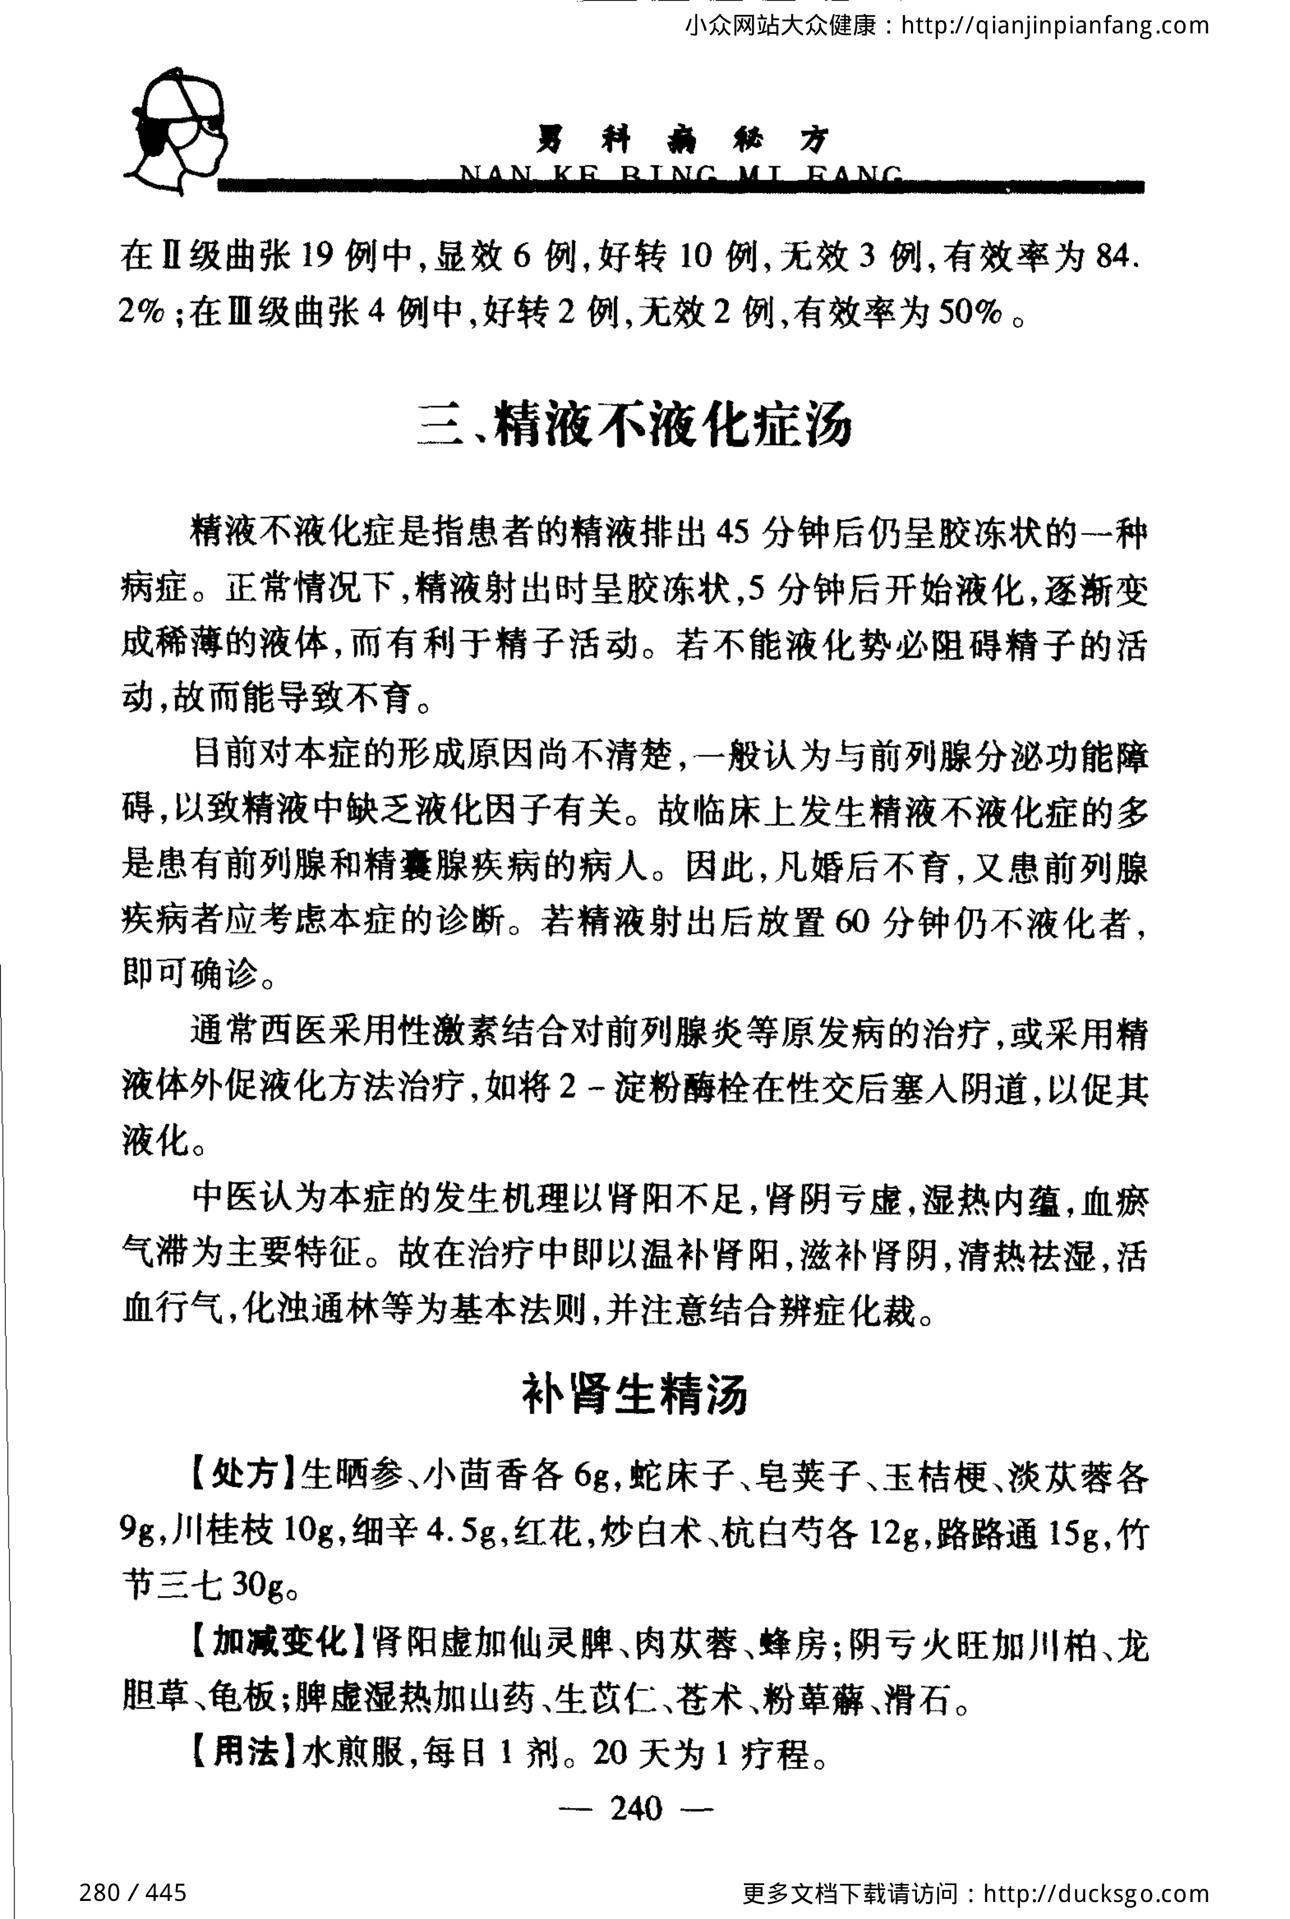 小众网站大众健康：http://qianjinpianfang.com
男科病秘方
NAN KE BING MI FANG
在Ⅱ级曲张19例中,显效6例,好转10例,无效3例,有效率为84.
2%;在Ⅲ级曲张4例中,好转2例,无效2例,有效率为50%。
三、精液不液化症汤
精液不液化症是指患者的精液排出45分钟后仍呈胶冻状的一种
病症。正常情况下,精液射出时呈胶冻状,5分钟后开始液化,逐渐变
成稀薄的液体,而有利于精子活动。若不能液化势必阻碍精子的活
动,故而能导致不育。
目前对本症的形成原因尚不清楚,一般认为与前列腺分泌功能障
碍,以致精液中缺乏液化因子有关。故临床上发生精液不液化症的多
是患有前列腺和精囊腺疾病的病人。因此,凡婚后不育,又患前列腺
疾病者应考虑本症的诊断。若精液射出后放置60分钟仍不液化者,
即可确诊。
通常西医采用性激素结合对前列腺炎等原发病的治疗,或采用精
液体外促液化方法治疗,如将2－淀粉酶栓在性交后塞入阴道,以促其
液化。
中医认为本症的发生机理以肾阳不足,肾阴亏虚,湿热内蕴,血瘀
气滞为主要特征。故在治疗中即以温补肾阳,滋补肾阴,清热祛湿,活
血行气,化浊通林等为基本法则,并注意结合辨症化裁。
补肾生精汤
【处方】生晒参、小茴香各6g,蛇床子、皂荚子、玉桔梗、淡苁蓉各
9g,川桂枝10g,细辛4.5g,红花,炒白术、杭白芍各12g,路路通15g,竹
节三七30g。
【加减变化】肾阳虚加仙灵脾、肉苁蓉、蜂房;阴亏火旺加川柏、龙
胆草、龟板;脾虚湿热加山药、生苡仁、苍术、粉萆薢、滑石。
【用法】水煎服,每日1剂。20天为1疗程。
— 240 —
280 / 445
更多文档下载请访问：http://ducksgo.com